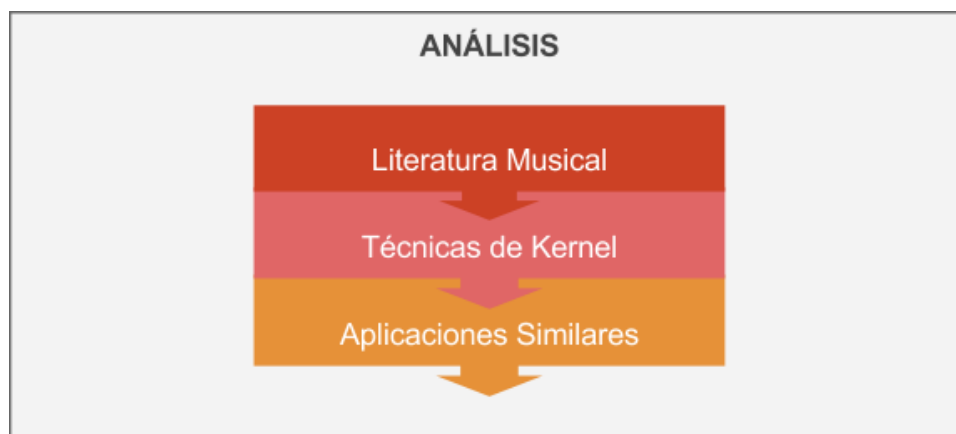 ANÁLISIS
Literatura Musical
Técnicas de Kernel
Aplicaciones Similares